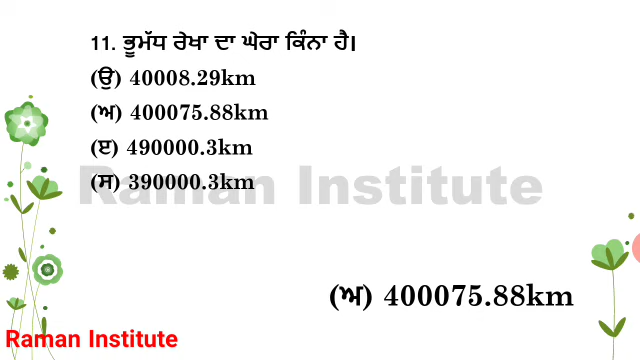 11. ਭੂਮੱਧ ਰੇਖਾ ਦਾ ਘੇਰਾ ਕਿੰਨਾ ਹੈ।
(ੳ) 40008.29km
(ਅ) 400075.88km
(ੲ) 490000.3km
(ਸ) 390000.3km
Raman Institute
(ਅ) 400075.88km
Raman Institute